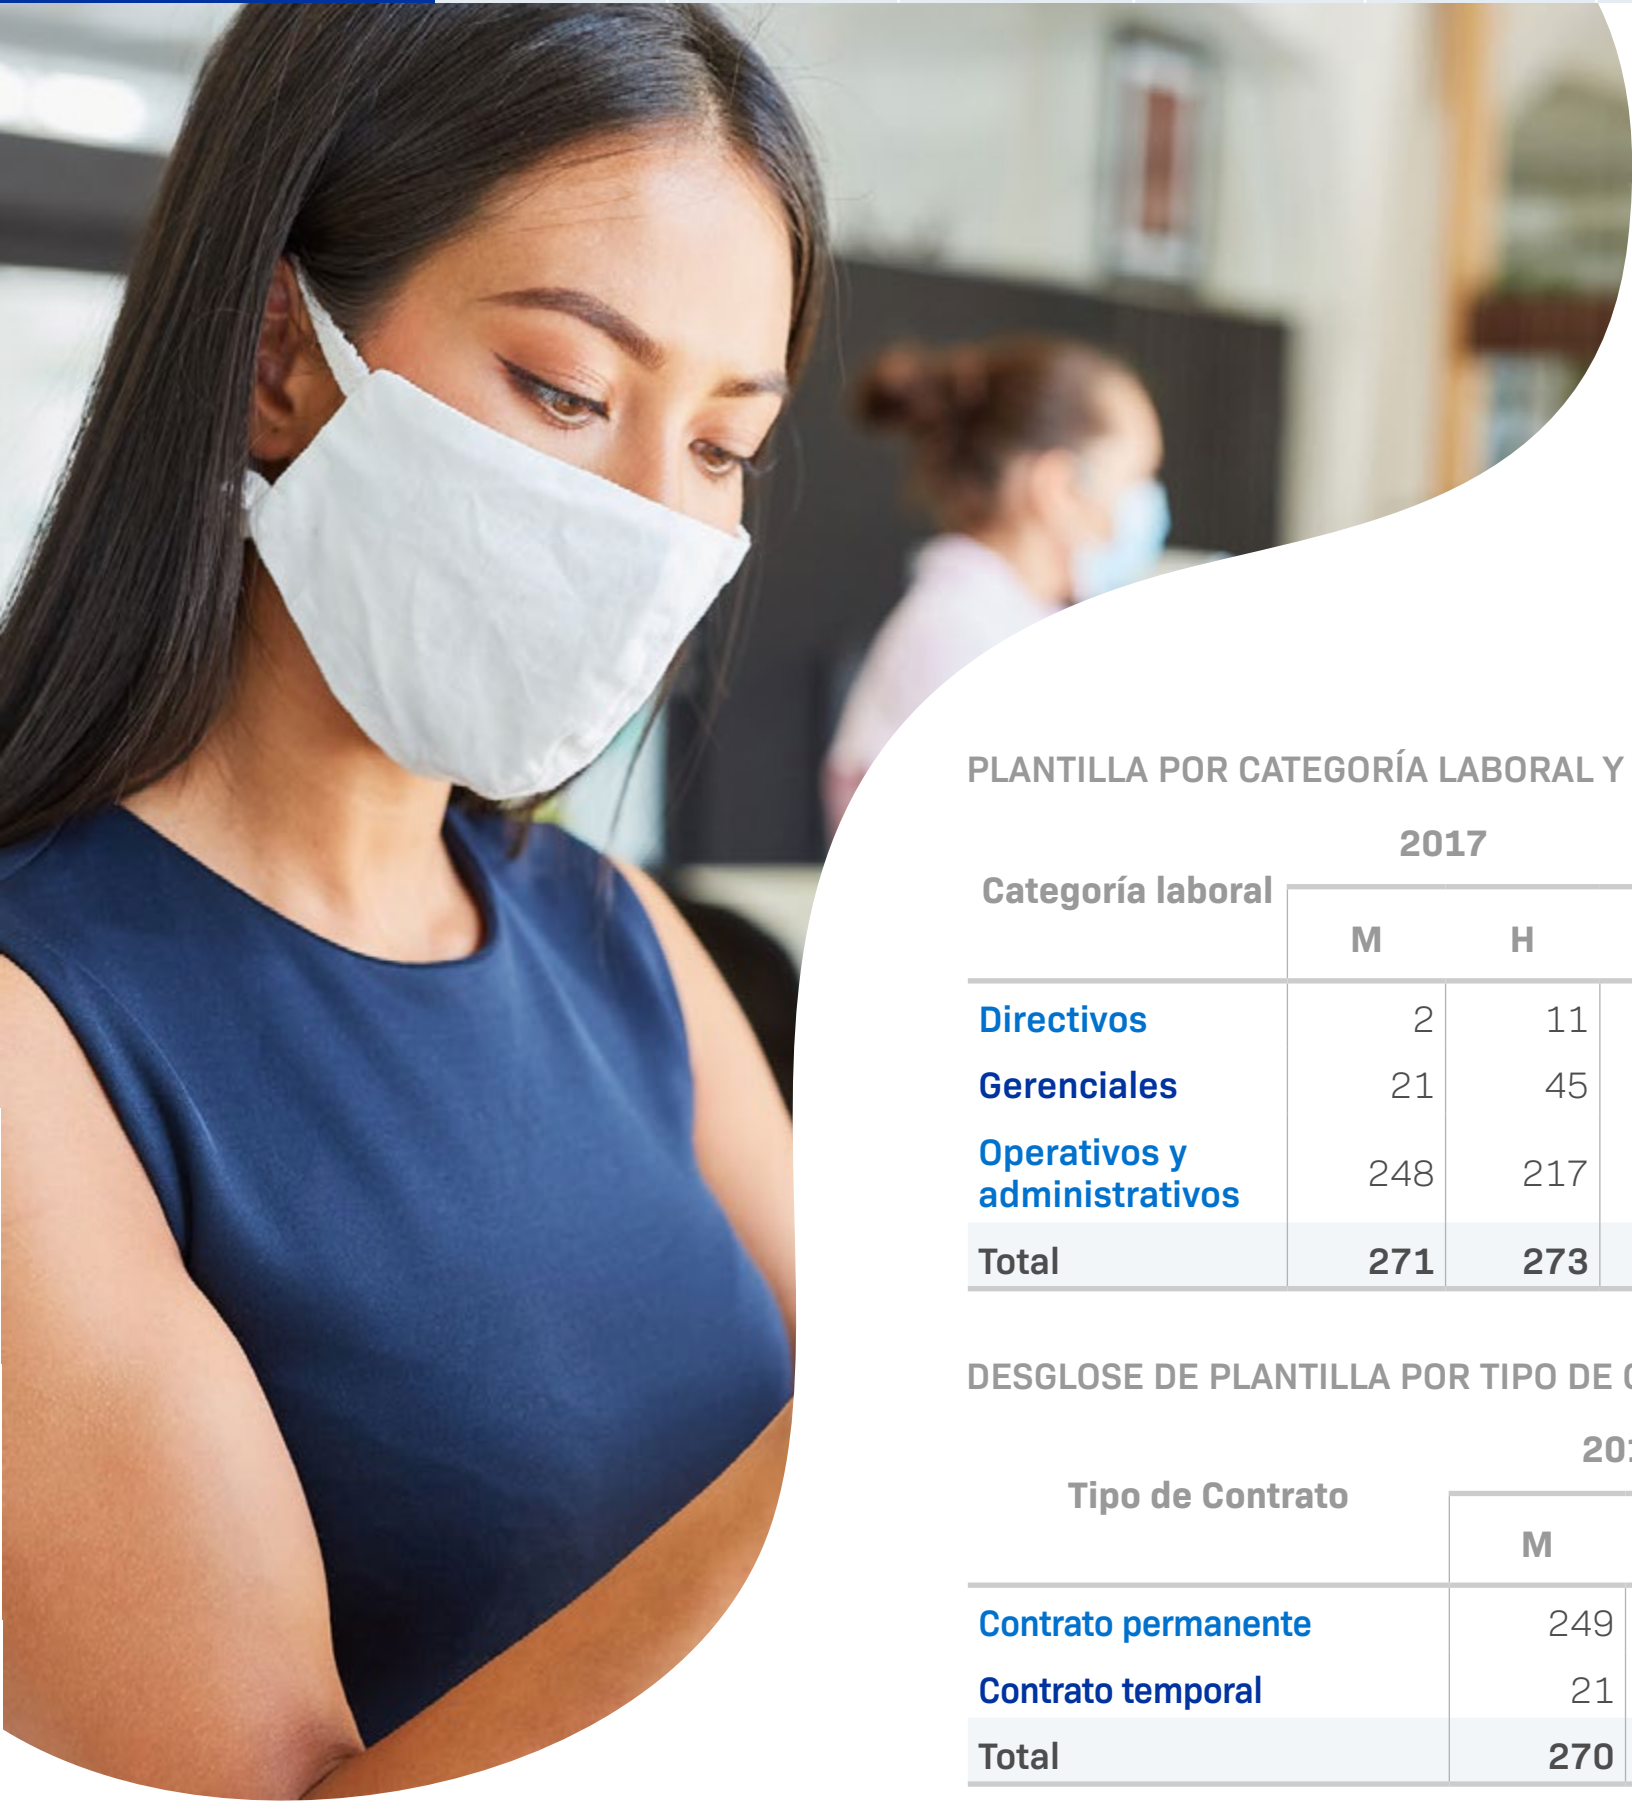 PLANTILLA POR CATEGORÍA LABORAL Y
2017
Categoría laboral
M H
Directivos 2 11
Gerenciales 21 45
Operativos y
administrativos 248 217
Total 271 273
DESGLOSE DE PLANTILLA POR TIPO DE
Tipo de Contrato
M
Contrato permanente 249
Contrato temporal 21
Total 270